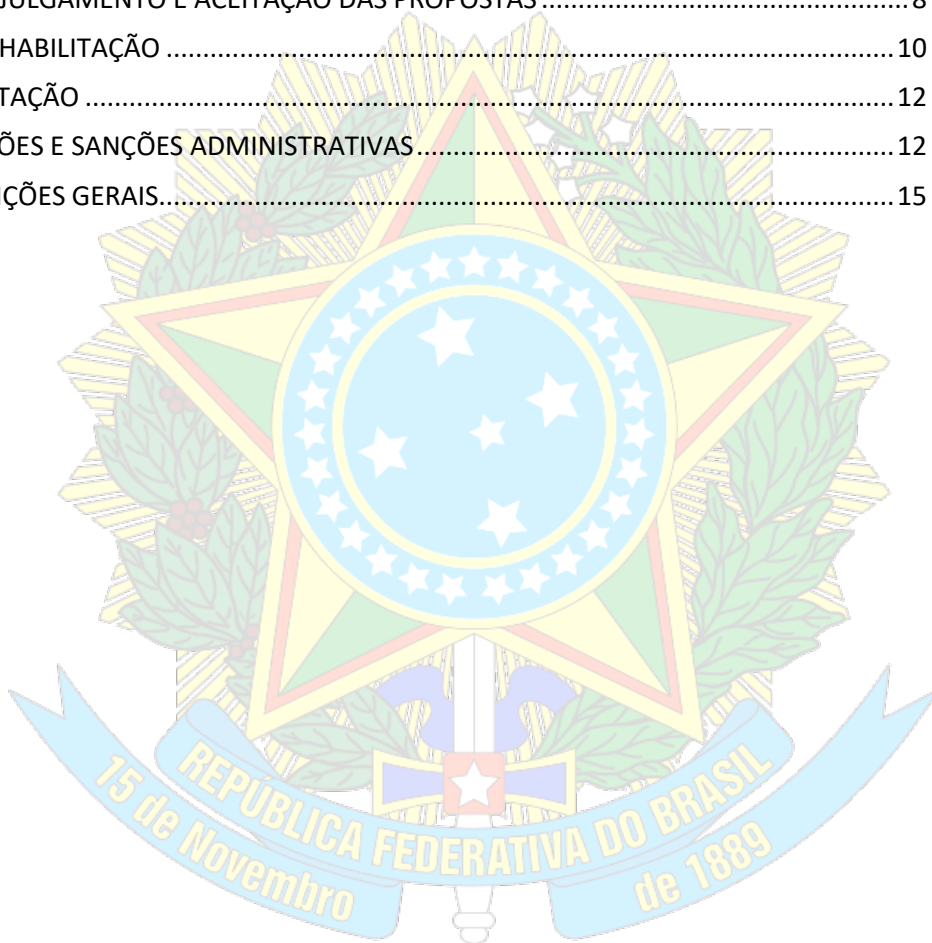 JULGAMENTO E ACEITAÇÃO DAS PROPOSTAS ........................................................ 8
HABILITAÇÃO ........................................................................................................ 10
TAÇÃO ................................................................................................................... 12
ÕES E SANÇÕES ADMINISTRATIVAS ..................................................................... 12
IÇÕES GERAIS......................................................................................................... 15
REPÚBLICA FEDERATIVA DO BRASIL
15 de Novembro de 1889